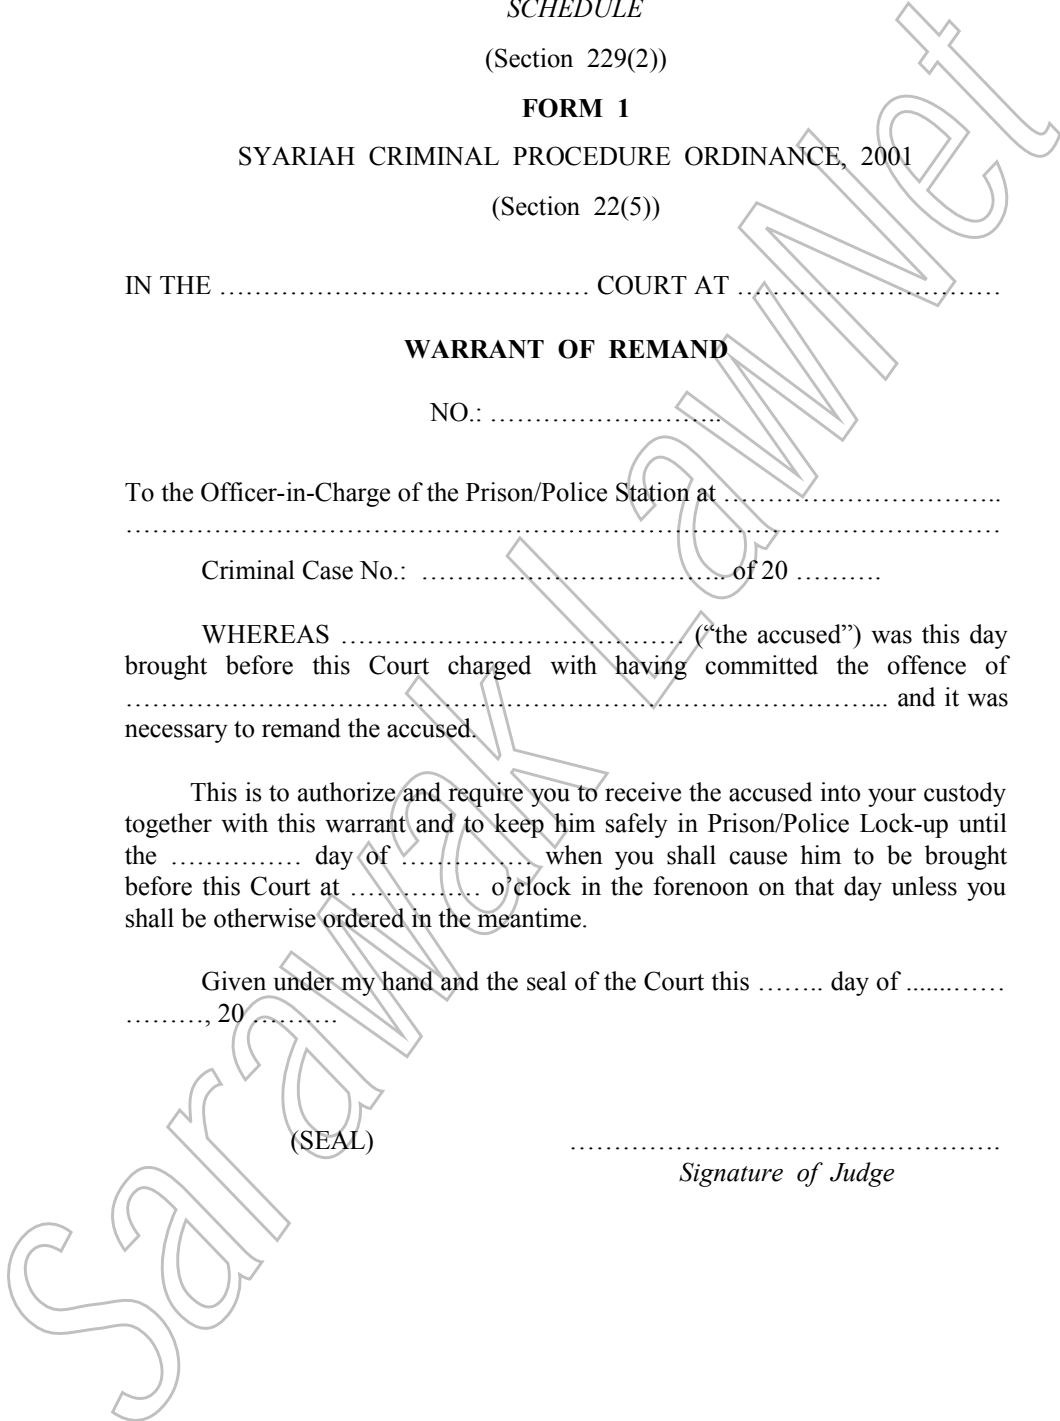 SCHEDULE
(Section 229(2))
FORM 1
SYARIAH CRIMINAL PROCEDURE ORDINANCE, 2001
(Section 22(5))
IN THE …………………………………… COURT AT …………………………
WARRANT OF REMAND
NO.: ……………….……..
To the Officer-in-Charge of the Prison/Police Station at …………………………..
………………………………………………………………………………………
Criminal Case No.: …………………………….. of 20 ……….
WHEREAS ………………………………… (“the accused”) was this day
brought before this Court charged with having committed the offence of
…………………………………………………………………………... and it was
necessary to remand the accused.
This is to authorize and require you to receive the accused into your custody
together with this warrant and to keep him safely in Prison/Police Lock-up until
the …………… day of …………… when you shall cause him to be brought
before this Court at …………… o’clock in the forenoon on that day unless you
shall be otherwise ordered in the meantime.
Given under my hand and the seal of the Court this …….. day of .......……
………, 20 ……….
(SEAL) …………………………………………
Signature of Judge
Sarawak LawNet